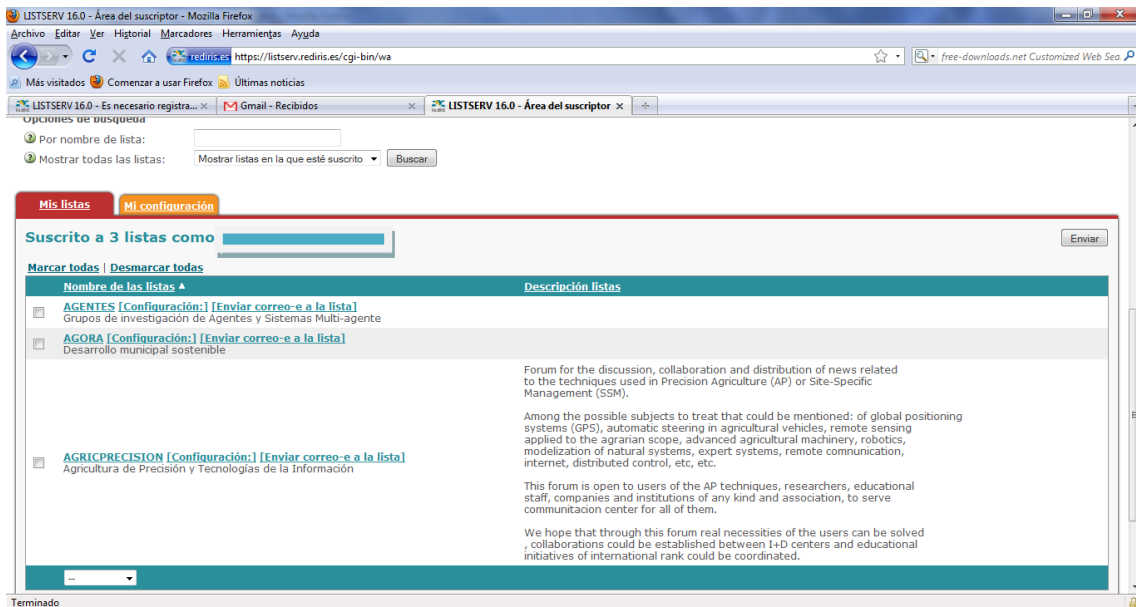 LISTSERV 16.0 - Área del suscriptor - Mozilla Firefox
Archivo Editar Ver Historial Marcadores Herramientas Ayuda
rediris.es https://listserv.rediris.es/cgi-bin/wa
free-downloads.net Customized Web Sea
Más visitados Comenzar a usar Firefox Últimas noticias
LISTSERV 16.0 - Es necesario registra... Gmail - Recibidos LISTSERV 16.0 - Área del suscriptor
Opciones de búsqueda
Por nombre de lista:
Mostrar todas las listas: Mostrar listas en la que esté suscrito Buscar
Mis listas Mi configuración
Suscrito a 3 listas como
Enviar
Marcar todas | Desmarcar todas
Nombre de las listas Descripción listas
AGENTES [Configuración:] [Enviar correo-e a la lista]
Grupos de investigación de Agentes y Sistemas Multi-agente
AGORA [Configuración:] [Enviar correo-e a la lista]
Desarrollo municipal sostenible
AGRICPRECISION [Configuración:] [Enviar correo-e a la lista]
Agricultura de Precisión y Tecnologías de la Información
Forum for the discussion, collaboration and distribution of news related
to the techniques used in Precision Agriculture (AP) or Site-Specific
Management (SSM).
Among the possible subjects to treat that could be mentioned: of global positioning
systems (GPS), automatic steering in agricultural vehicles, remote sensing
applied to the agrarian scope, advanced agricultural machinery, robotics,
modelization of natural systems, expert systems, remote comnunication,
internet, distributed control, etc, etc.
This forum is open to users of the AP techniques, researchers, educational
staff, companies and institutions of any kind and association, to serve
communitacion center for all of them.
We hope that through this forum real necessities of the users can be solved
, collaborations could be established between I+D centers and educational
initiatives of international rank could be coordinated.
--
Terminado